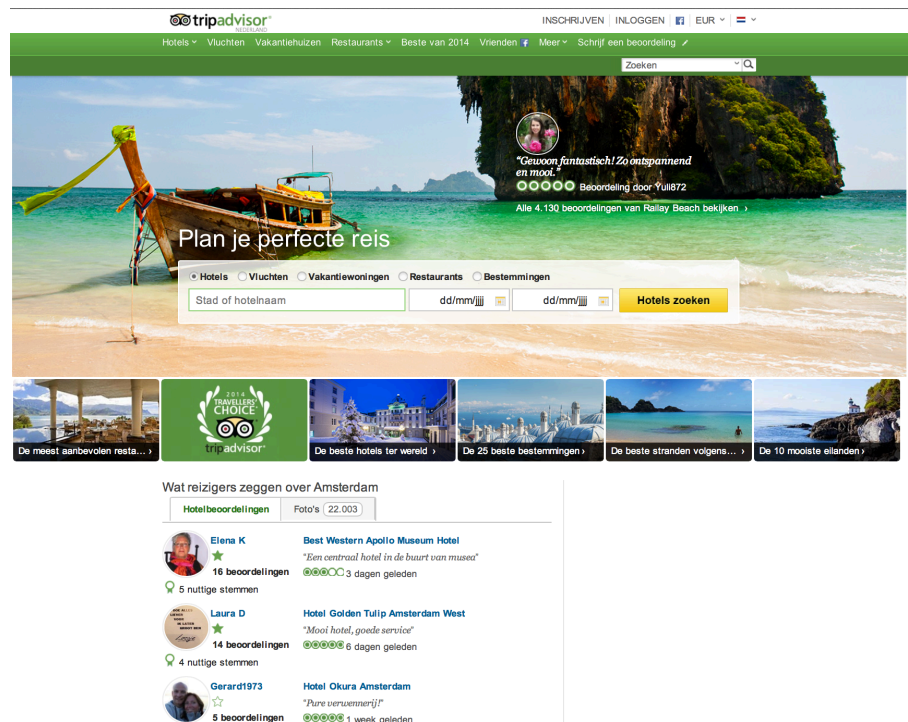 tripadvisor®
NEDERLAND
INSCHRIJVEN INLOGGEN EUR
Hotels Vluchten Vakantiehuizen Restaurants Beste van 2014 Vrienden Meer Schrijf een beoordeling
Zoeken
"Gewoon fantastisch! Zo ontspannend
en mooi."
Beoordeling door Yuli872
Alle 4.130 beoordelingen van Railay Beach bekijken ›
Plan je perfecte reis
Hotels Vluchten Vakantiewoningen Restaurants Bestemmingen
Stad of hotelnaam dd/mm/jjjj dd/mm/jjjj Hotels zoeken
2014
TRAVELLERS'
CHOICE
tripadvisor®
De meest aanbevolen resta... ›
De beste hotels ter wereld ›
De 25 beste bestemmingen ›
De beste stranden volgens... ›
De 10 mooiste eilanden ›
Wat reizigers zeggen over Amsterdam
Hotelbeoordelingen Foto's 22.003
Elena K Best Western Apollo Museum Hotel
"Een centraal hotel in de buurt van musea"
16 beoordelingen 3 dagen geleden
5 nuttige stemmen
Laura D Hotel Golden Tulip Amsterdam West
"Mooi hotel, goede service"
14 beoordelingen 6 dagen geleden
4 nuttige stemmen
Gerard1973 Hotel Okura Amsterdam
"Pure verwennerij!"
5 beoordelingen 1 week geleden